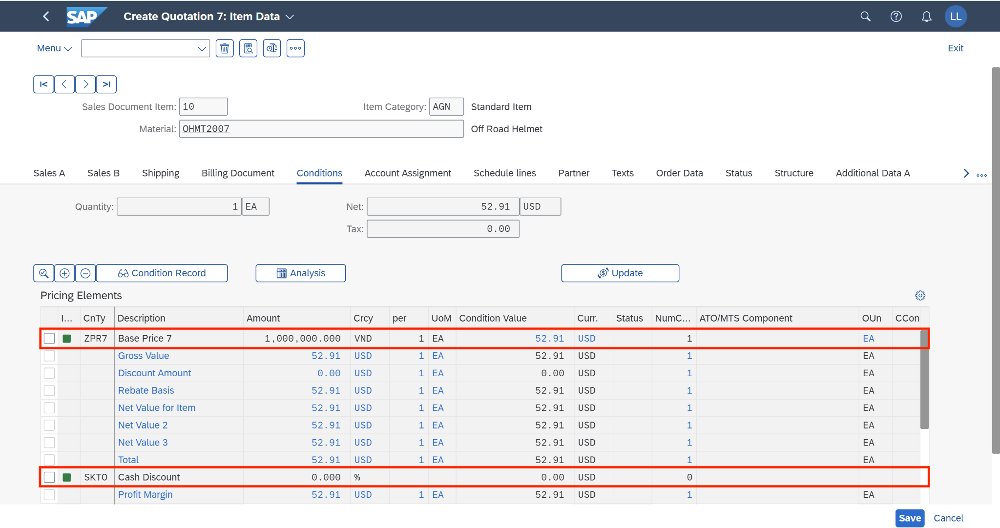 SAP Create Quotation 7: Item Data LL
Menu Exit
Sales Document Item: 10 Item Category: AGN Standard Item
Material: OHMT2007 Off Road Helmet
Sales A Sales B Shipping Billing Document Conditions Account Assignment Schedule lines Partner Texts Order Data Status Structure Additional Data A
Quantity: 1 EA Net: 52.91 USD
Tax: 0.00
Condition Record Analysis Update
Pricing Elements
I... CnTy Description Amount Crcy per UoM Condition Value Curr. Status NumC... ATO/MTS Component OUn CCon
ZPR7 Base Price 7 1,000,000.000 VND 1 EA 52.91 USD 1 EA
Gross Value 52.91 USD 1 EA 52.91 USD 1 EA
Discount Amount 0.00 USD 1 EA 0.00 USD 1 EA
Rebate Basis 52.91 USD 1 EA 52.91 USD 1 EA
Net Value for Item 52.91 USD 1 EA 52.91 USD 1 EA
Net Value 2 52.91 USD 1 EA 52.91 USD 1 EA
Net Value 3 52.91 USD 1 EA 52.91 USD 1 EA
Total 52.91 USD 1 EA 52.91 USD 1 EA
SKTO Cash Discount 0.000 % 0.00 USD 0
Profit Margin 52.91 USD 1 EA 52.91 USD 1 EA
Save Cancel